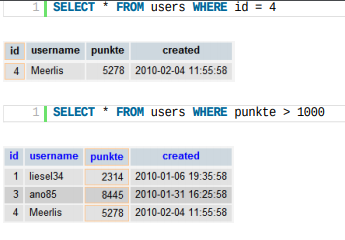 1 SELECT * FROM users WHERE id = 4
id username punkte created
4 Meerlis 5278 2010-02-04 11:55:58
1 SELECT * FROM users WHERE punkte > 1000
id username punkte created
1 liesel34 2314 2010-01-06 19:35:58
3 ano85 8445 2010-01-31 16:25:58
4 Meerlis 5278 2010-02-04 11:55:58